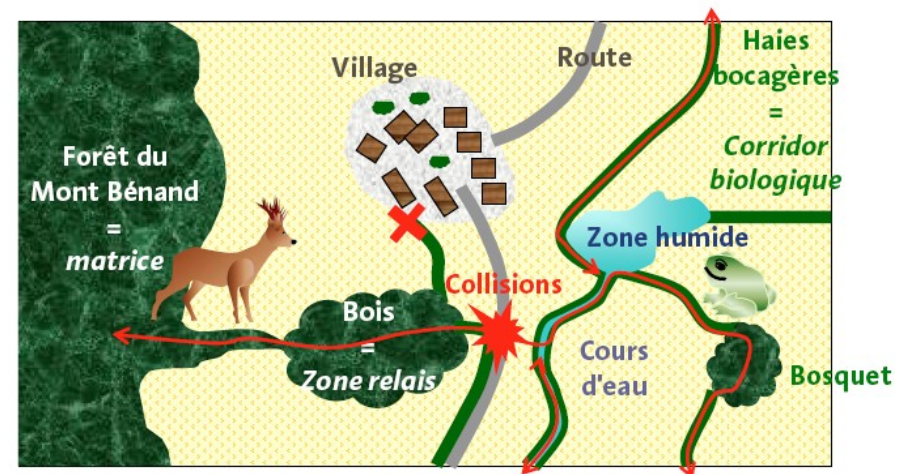 Haies
bocagères
=
Corridor
biologique
Route
Village
Forêt du
Mont Bénand
=
matrice
Zone humide
Collisions
Bois
=
Zone relais
Cours
d'eau
Bosquet